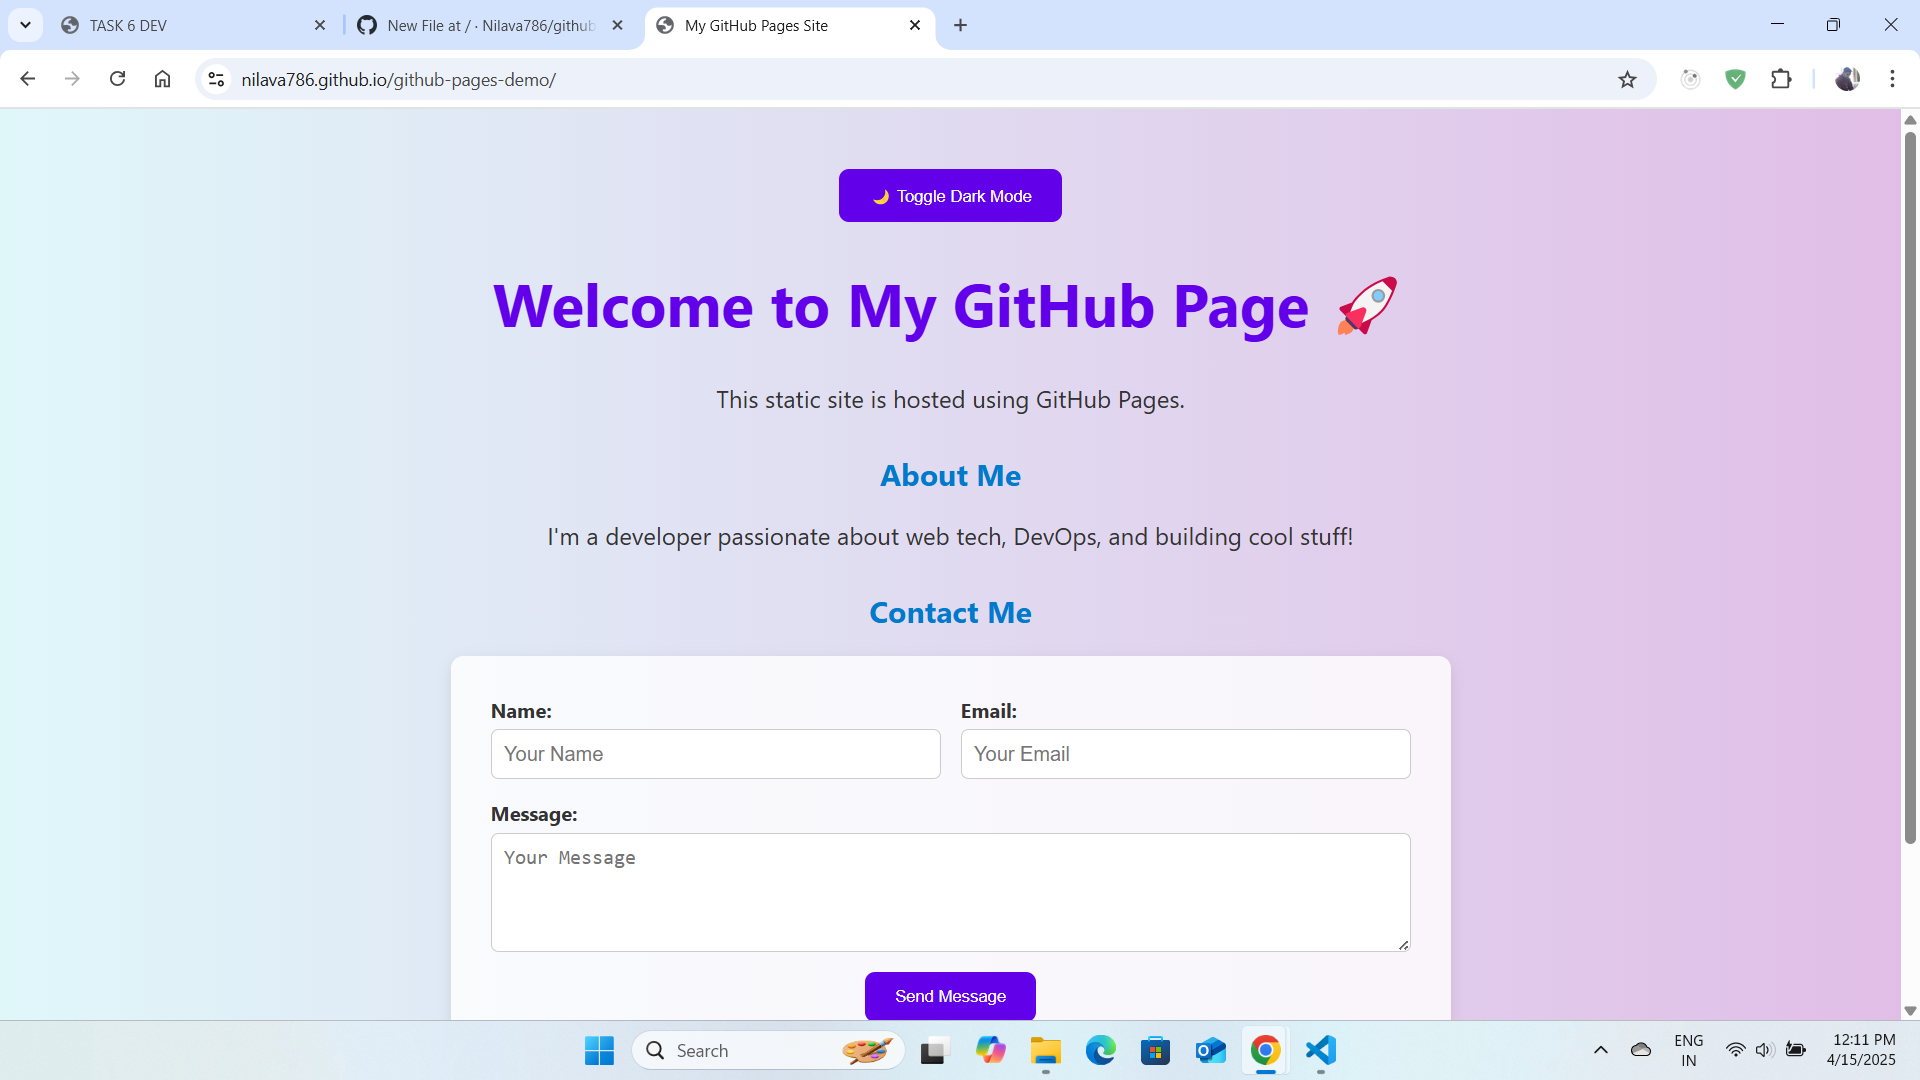 TASK 6 DEV
New File at / · Nilava786/github
My GitHub Pages Site
nilava786.github.io/github-pages-demo/
🌙 Toggle Dark Mode
Welcome to My GitHub Page 🚀
This static site is hosted using GitHub Pages.
About Me
I'm a developer passionate about web tech, DevOps, and building cool stuff!
Contact Me
Name:
Email:
Your Name
Your Email
Message:
Your Message
Send Message
Search
ENG
IN
12:11 PM
4/15/2025